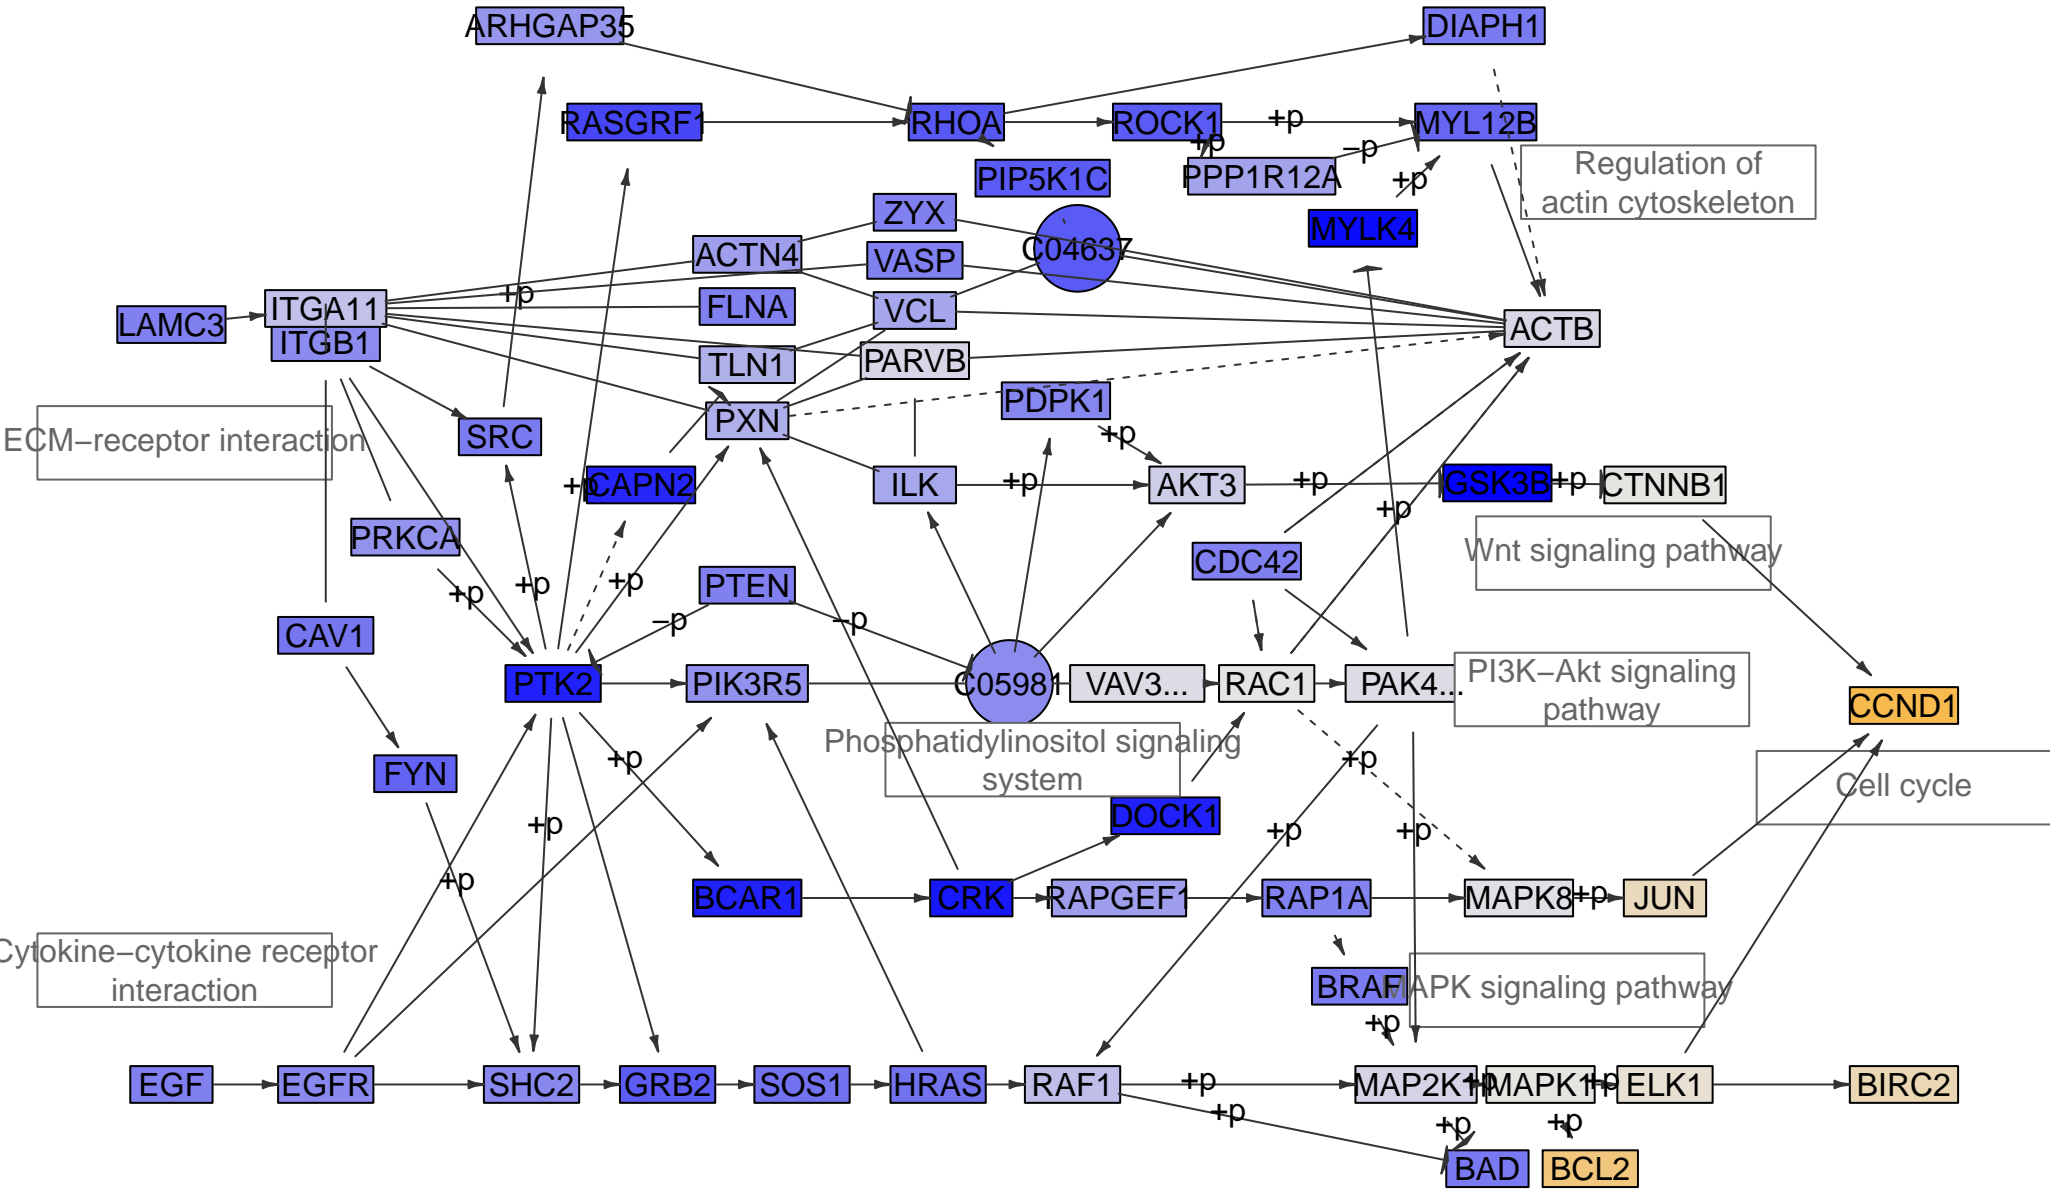 ARHGAP35
DIAPH1
RASGRF1
RHOA
ROCK1
+p
MYL12B
+p
−p
PIP5K1C
PPP1R12A
+p
Regulation of
actin cytoskeleton
ZYX
MYLK4
ACTN4
VASP
C04637
+p
ITGA11
FLNA
VCL
LAMC3
ITGB1
ACTB
TLN1
PARVB
PDPK1
PXN
ECM−receptor interaction
SRC
+p
+p
CAPN2
ILK
+p
AKT3
+p
GSK3B
+p
CTNNB1
+p
PRKCA
Wnt signaling pathway
CDC42
+p
+p
+p
PTEN
−p
−p
CAV1
PTK2
PIK3R5
C05981
VAV3...
RAC1
PAK4...
PI3K−Akt signaling
pathway
CCND1
Phosphatidylinositol signaling
system
+p
+p
FYN
Cell cycle
DOCK1
+p
+p
+p
+p
BCAR1
CRK
RAPGEF1
RAP1A
MAPK8
+p
JUN
Cytokine−cytokine receptor
interaction
BRAF
MAPK signaling pathway
+p
EGF
EGFR
SHC2
GRB2
SOS1
HRAS
RAF1
+p
MAP2K1
+p
MAPK1
+p
ELK1
BIRC2
+p
+p
+p
BAD
BCL2